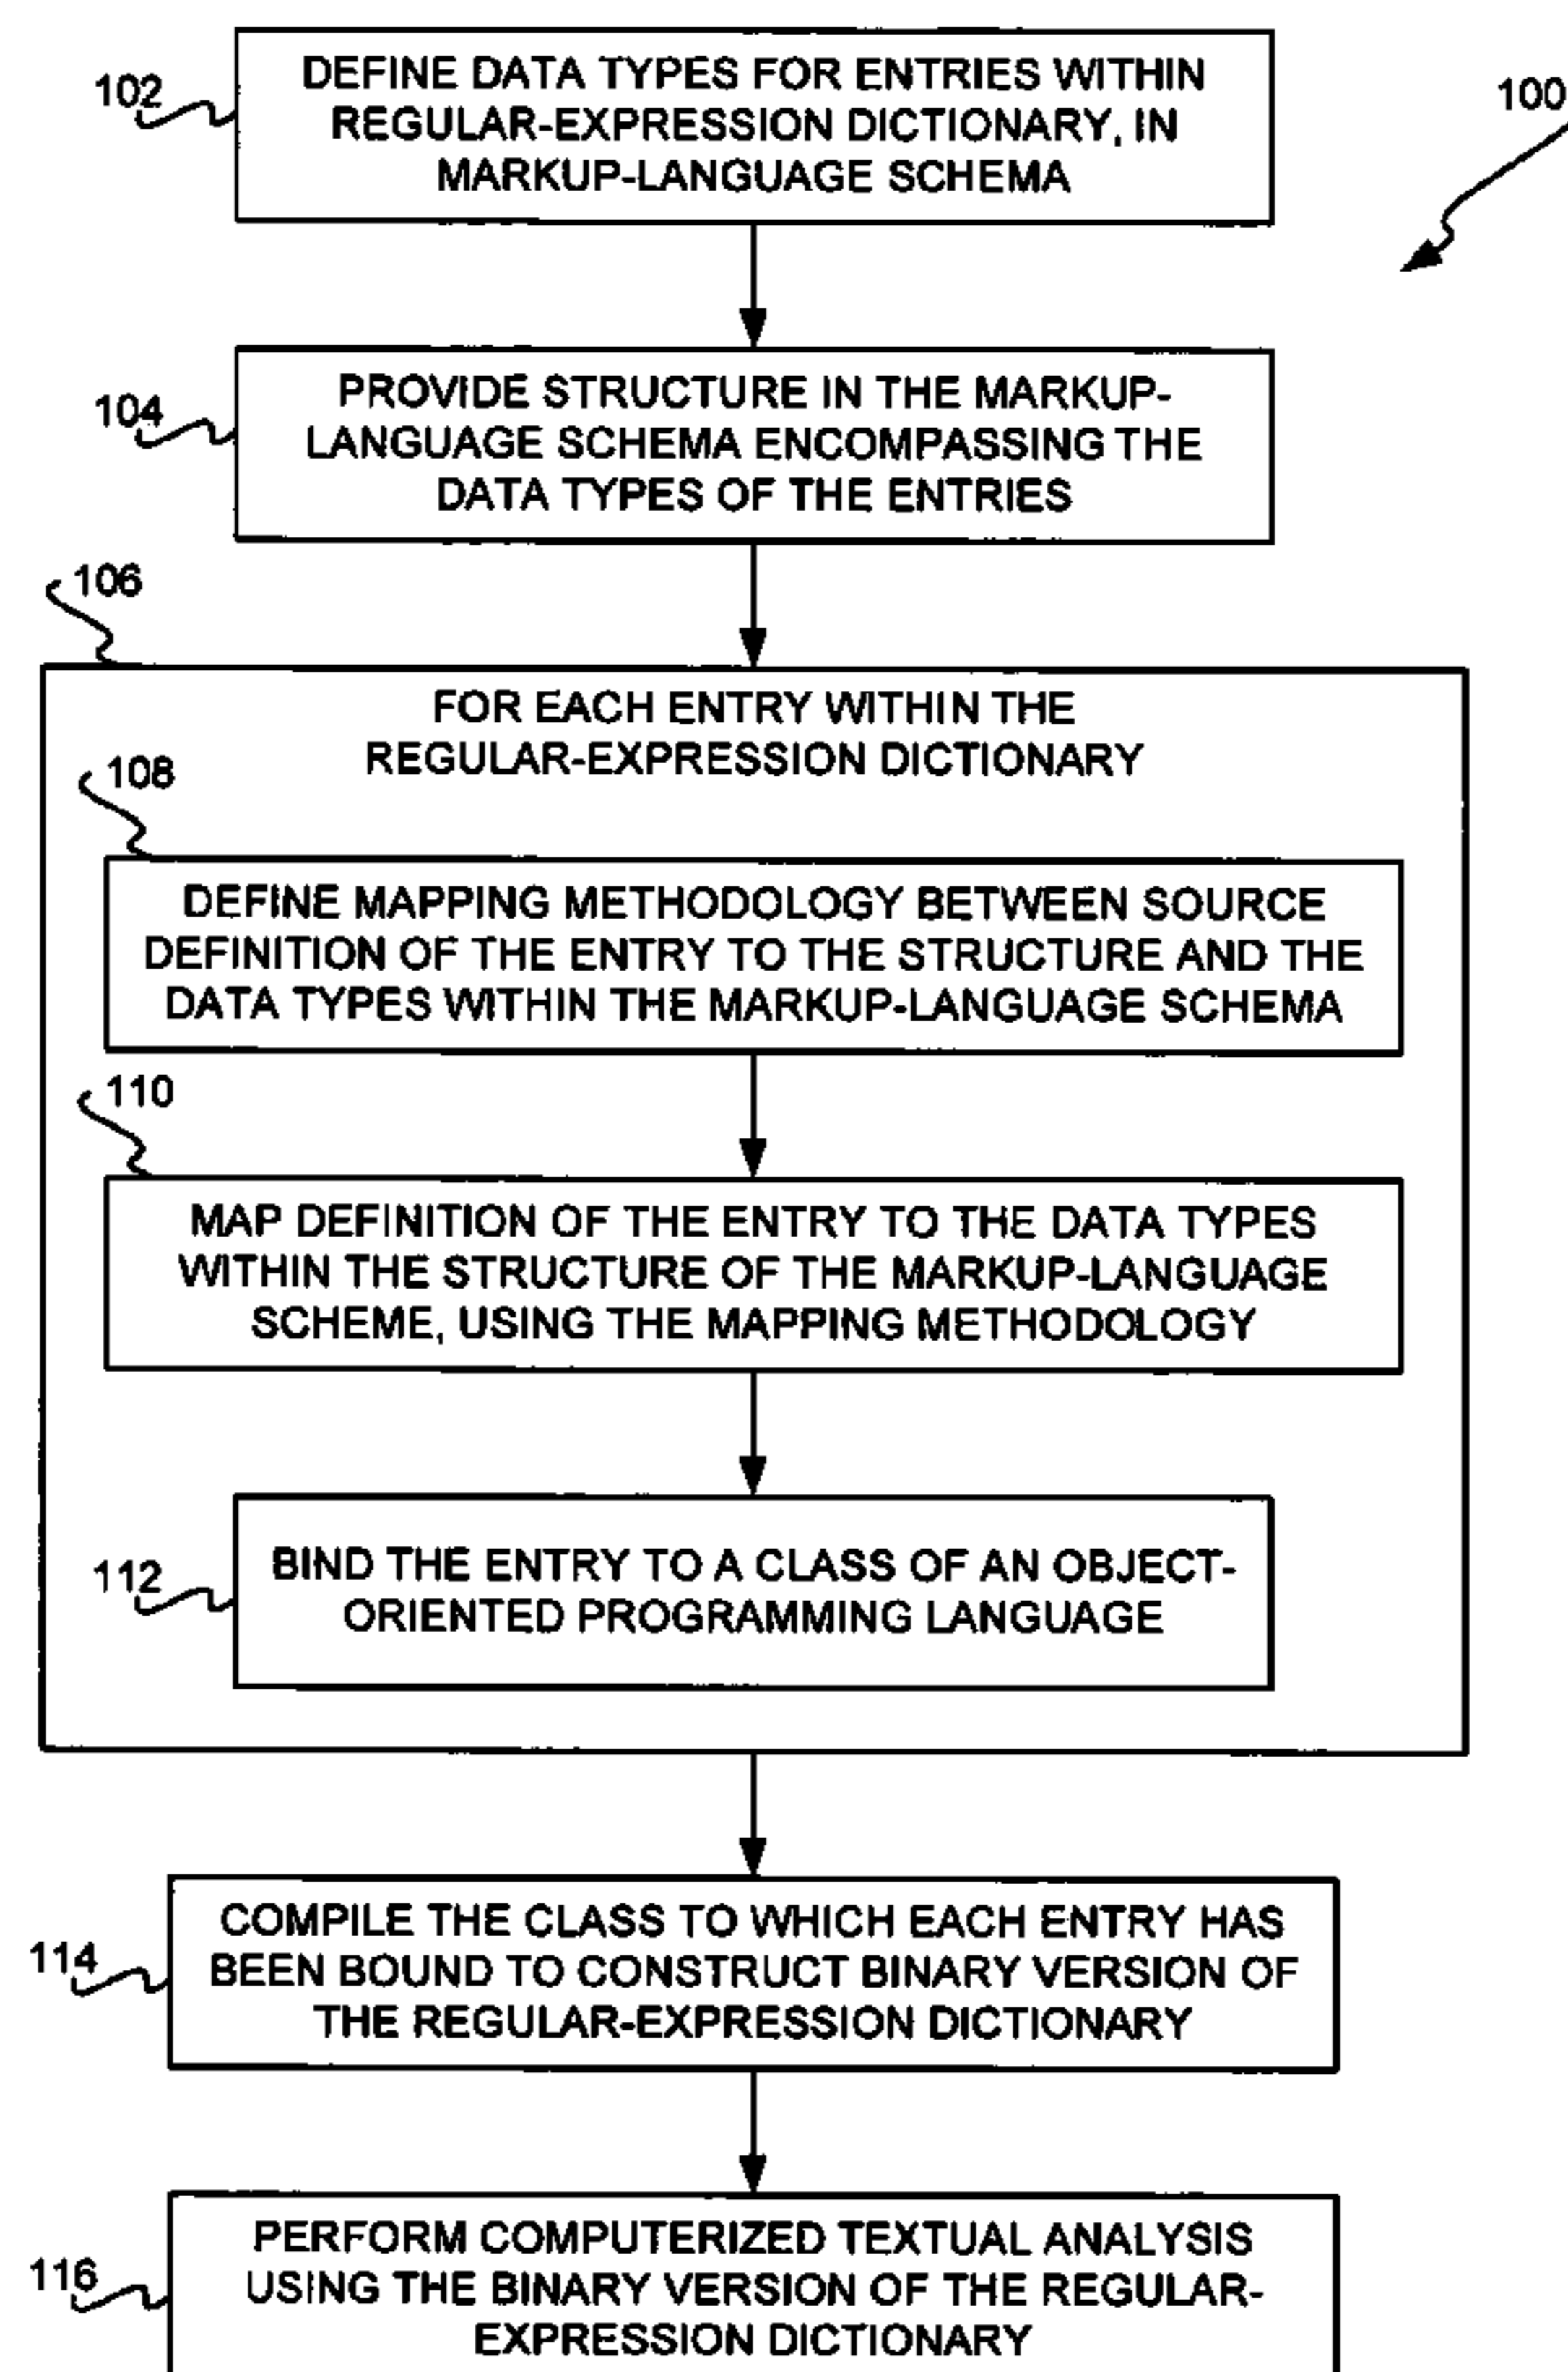 102
DEFINE DATA TYPES FOR ENTRIES WITHIN
REGULAR-EXPRESSION DICTIONARY, IN
MARKUP-LANGUAGE SCHEMA
100
104
PROVIDE STRUCTURE IN THE MARKUP-
LANGUAGE SCHEMA ENCOMPASSING THE
DATA TYPES OF THE ENTRIES
106
FOR EACH ENTRY WITHIN THE
REGULAR-EXPRESSION DICTIONARY
108
DEFINE MAPPING METHODOLOGY BETWEEN SOURCE
DEFINITION OF THE ENTRY TO THE STRUCTURE AND THE
DATA TYPES WITHIN THE MARKUP-LANGUAGE SCHEMA
110
MAP DEFINITION OF THE ENTRY TO THE DATA TYPES
WITHIN THE STRUCTURE OF THE MARKUP-LANGUAGE
SCHEME, USING THE MAPPING METHODOLOGY
112
BIND THE ENTRY TO A CLASS OF AN OBJECT-
ORIENTED PROGRAMMING LANGUAGE
114
COMPILE THE CLASS TO WHICH EACH ENTRY HAS
BEEN BOUND TO CONSTRUCT BINARY VERSION OF
THE REGULAR-EXPRESSION DICTIONARY
116
PERFORM COMPUTERIZED TEXTUAL ANALYSIS
USING THE BINARY VERSION OF THE REGULAR-
EXPRESSION DICTIONARY